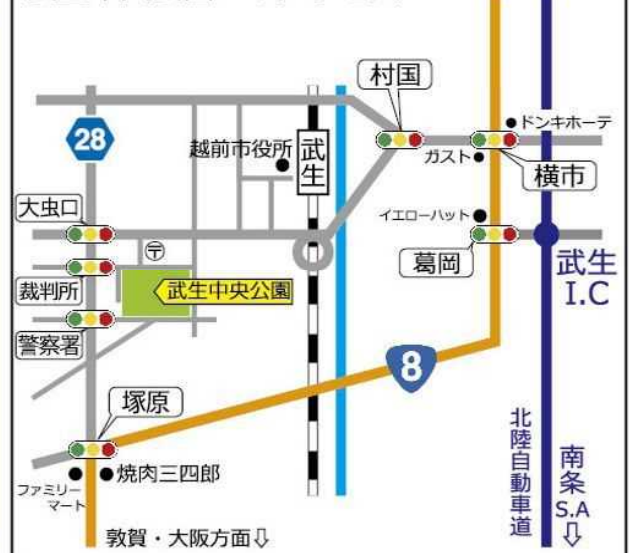 村国
ドンキホーテ
28
越前市役所
武生
ガスト
横市
大虫口
イエローハット
〒
葛岡
武生
I.C
裁判所
武生中央公園
警察署
8
塚原
北陸自動車道
南条
S.A
⇩
焼肉三四郎
ファミリー
マート
敦賀・大阪方面⇩